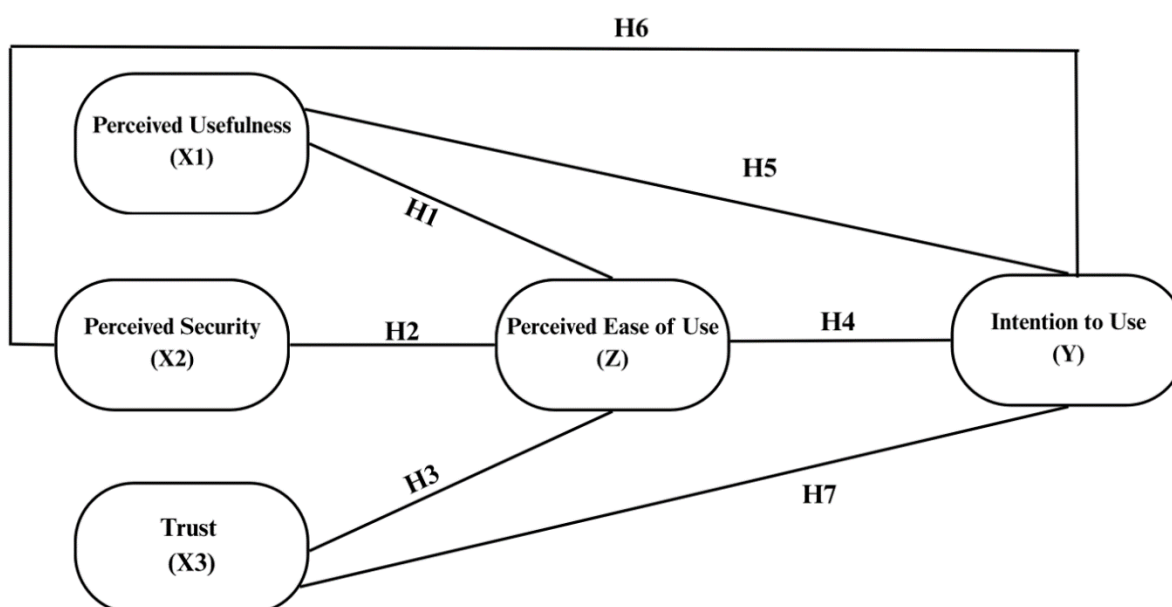 H6
Perceived Usefulness
(X1)
H5
H1
Perceived Security
(X2)
H2
Perceived Ease of Use
(Z)
H4
Intention to Use
(Y)
H3
H7
Trust
(X3)